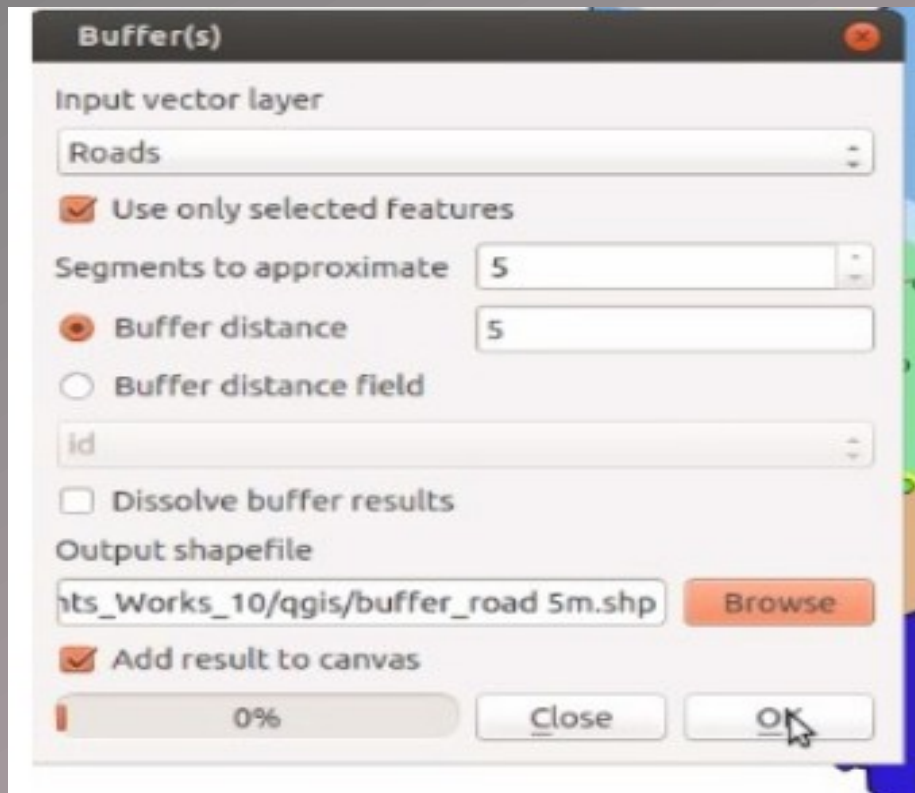 Buffer(s)
Input vector layer
Roads
Use only selected features
Segments to approximate 5
Buffer distance 5
Buffer distance field
id
Dissolve buffer results
Output shapefile
nts_Works_10/qgis/buffer_road 5m.shp Browse
Add result to canvas
0% Close OK